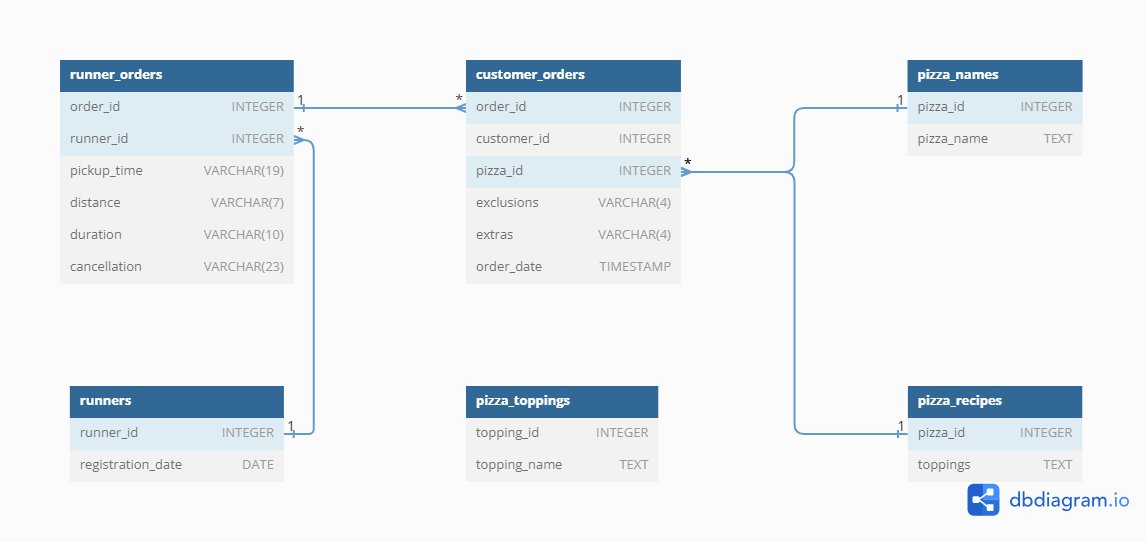 runner_orders
order_id INTEGER
runner_id INTEGER
pickup_time VARCHAR(19)
distance VARCHAR(7)
duration VARCHAR(10)
cancellation VARCHAR(23)
1
*
*
customer_orders
order_id INTEGER
customer_id INTEGER
pizza_id INTEGER
exclusions VARCHAR(4)
extras VARCHAR(4)
order_date TIMESTAMP
*
1
pizza_names
pizza_id INTEGER
pizza_name TEXT
runners
runner_id INTEGER
registration_date DATE
1
pizza_toppings
topping_id INTEGER
topping_name TEXT
1
pizza_recipes
pizza_id INTEGER
toppings TEXT
dbdiagram.io